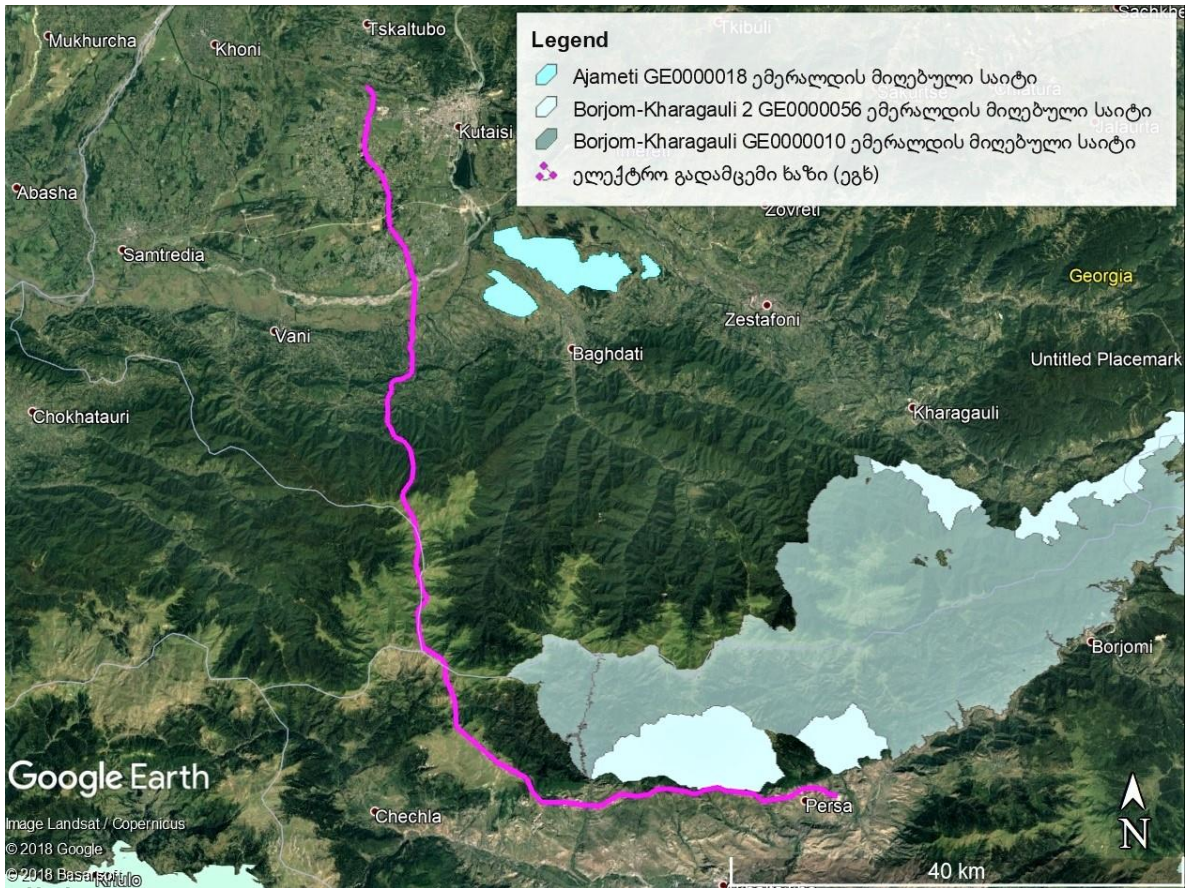 Tskaltubo
Tkibuli
Mukhurcha
Khoni
Legend
Ajameti GE0000018 ემერალდის მიღებული საიტი
Borjom-Kharagauli 2 GE0000056 ემერალდის მიღებული საიტი
Borjom-Kharagauli GE0000010 ემერალდის მიღებული საიტი
ელექტრო გადამცემი ხაზი (ეგხ)
Kutaisi
Abasha
Zovreti
Samtredia
Georgia
Zestafoni
Vani
Baghdati
Untitled Placemark
Chokhatauri
Kharagauli
Borjomi
Google Earth
Persa
Chechla
Image Landsat / Copernicus
© 2018 Google
© 2018 Basarsoft
Khulo
40 km
N